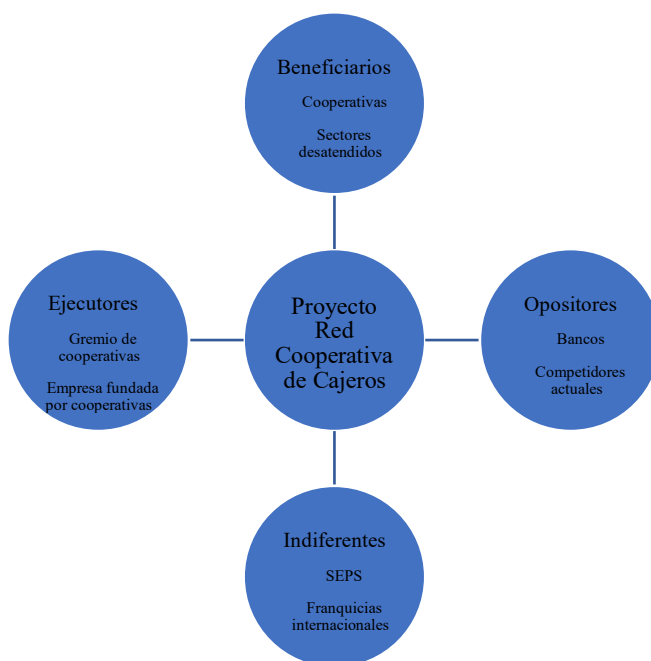 Beneficiarios
Cooperativas
Sectores
desatendidos
Ejecutores
Gremio de
cooperativas
Empresa fundada
por cooperativas
Proyecto
Red
Cooperativa
de Cajeros
Opositores
Bancos
Competidores
actuales
Indiferentes
SEPS
Franquicias
internacionales